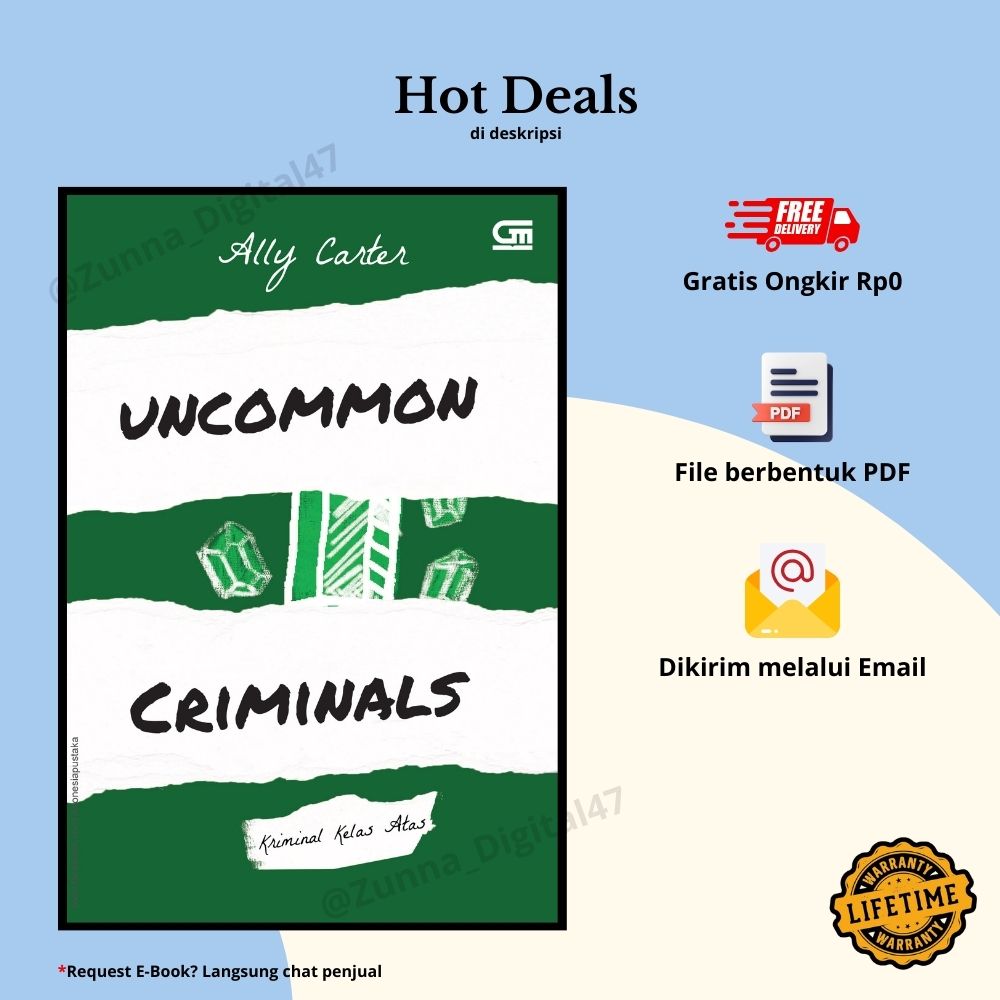 Hot Deals
di deskripsi
@Zunna_Digital47
Ally Carter
GM
UNCOMMON
CRIMINALS
Kriminal Kelas Atas
onesiapustaka
@Zunna_Digital47
FREE
DELIVERY
Gratis Ongkir Rp0
PDF
File berbentuk PDF
@
Dikirim melalui Email
WARRANTY
LIFETIME
WARRANTY
*Request E-Book? Langsung chat penjual